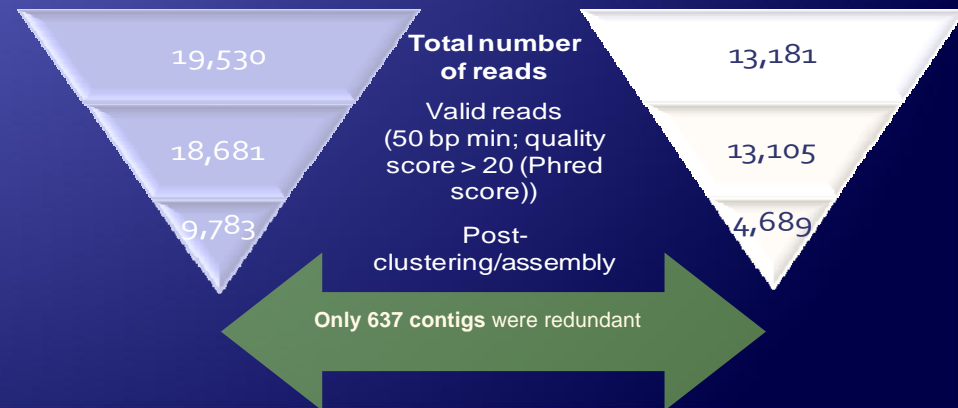 19,530
18,681
9,783
Total number
of reads
Valid reads
(50 bp min; quality
score > 20 (Phred
score))
Post-
clustering/assembly
13,181
13,105
4,689
Only 637 contigs were redundant